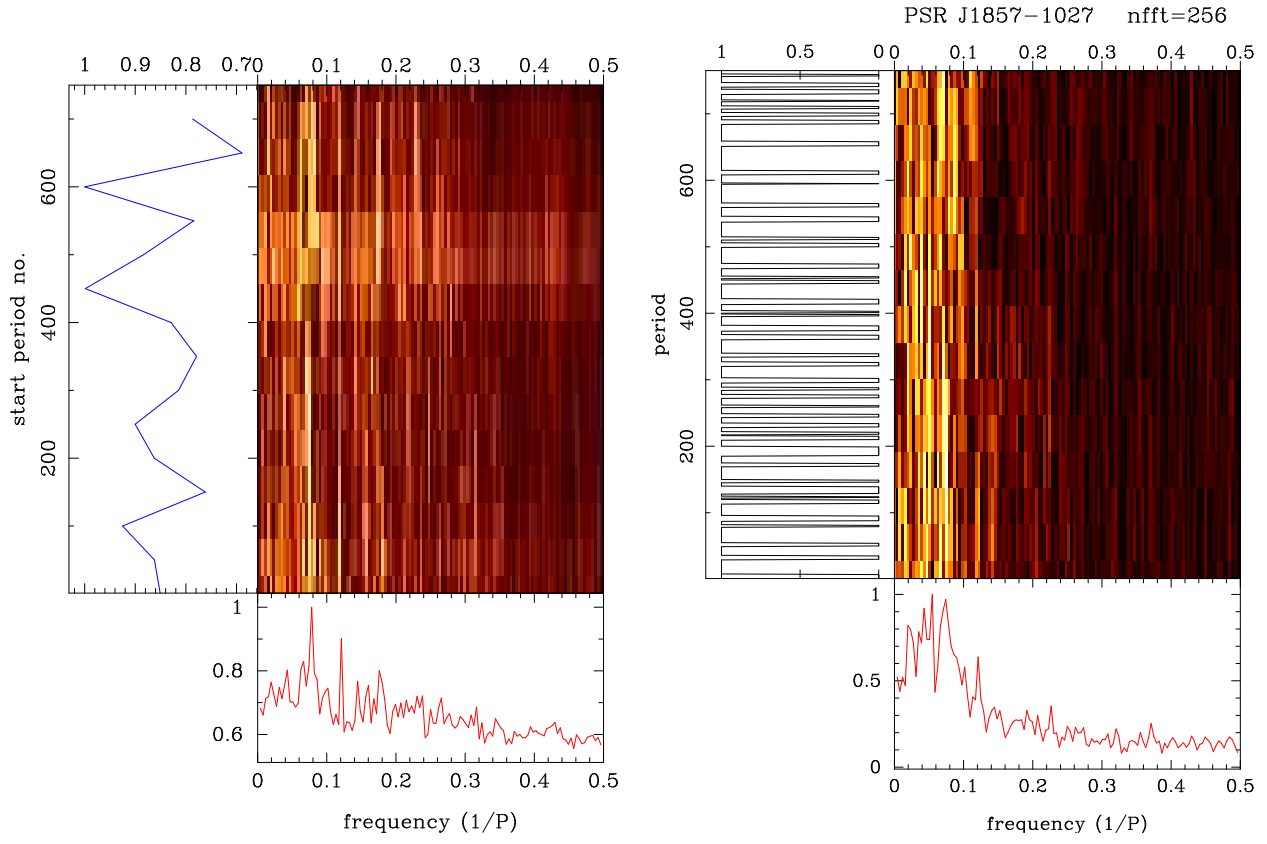 PSR J1857−1027 nfft=256
1 0.9 0.8 0.70 0.1 0.2 0.3 0.4 0.5
1 0.5 0 0 0.1 0.2 0.3 0.4 0.5
start period no.
600
400
200
period
600
400
200
1
0.8
0.6
0 0.1 0.2 0.3 0.4 0.5
frequency (1/P)
1
0.5
0
0 0.1 0.2 0.3 0.4 0.5
frequency (1/P)